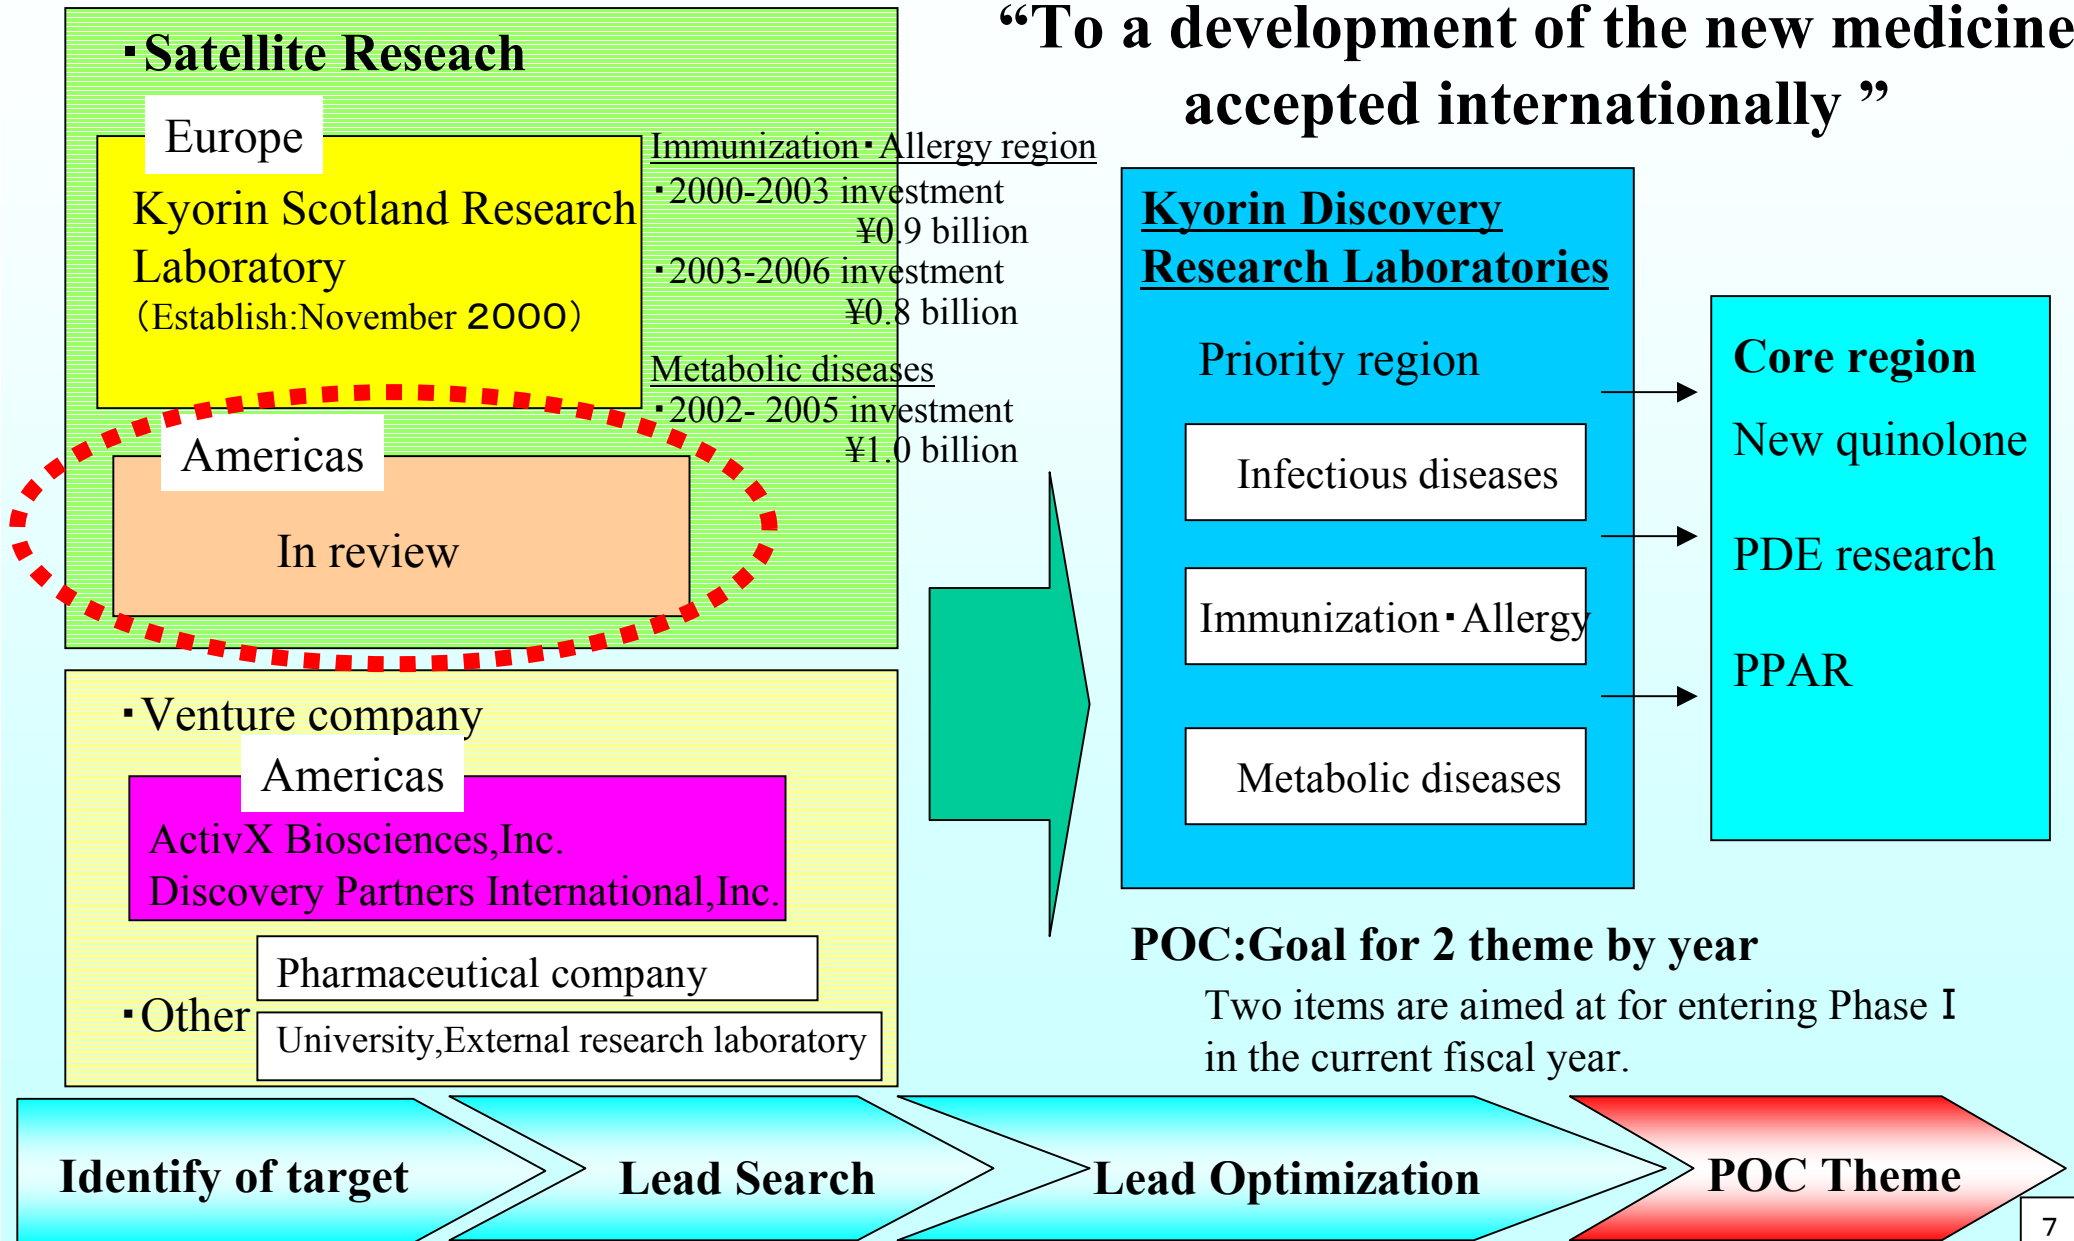 “To a development of the new medicine
accepted internationally ”
・Satellite Reseach
Europe
Kyorin Scotland Research
Laboratory
（Establish:November 2000）
Immunization・Allergy region
・2000-2003 investment
¥0.9 billion
・2003-2006 investment
¥0.8 billion
Metabolic diseases
・2002- 2005 investment
¥1.0 billion
Americas
In review
・Venture company
Americas
ActivX Biosciences,Inc.
Discovery Partners International,Inc.
・Other
Pharmaceutical company
University,External research laboratory
Kyorin Discovery
Research Laboratories
Priority region
Infectious diseases
Immunization・Allergy
Metabolic diseases
Core region
New quinolone
PDE research
PPAR
POC:Goal for 2 theme by year
Two items are aimed at for entering Phase Ⅰ
in the current fiscal year.
Identify of target
Lead Search
Lead Optimization
POC Theme
7